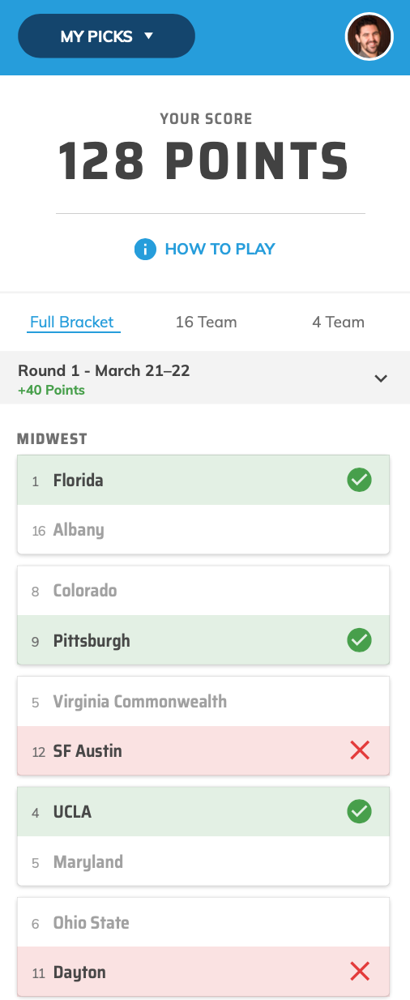 MY PICKS
YOUR SCORE
128 POINTS
HOW TO PLAY
Full Bracket 16 Team 4 Team
Round 1 - March 21–22
+40 Points
MIDWEST
1 Florida
16 Albany
8 Colorado
9 Pittsburgh
5 Virginia Commonwealth
12 SF Austin
4 UCLA
5 Maryland
6 Ohio State
11 Dayton